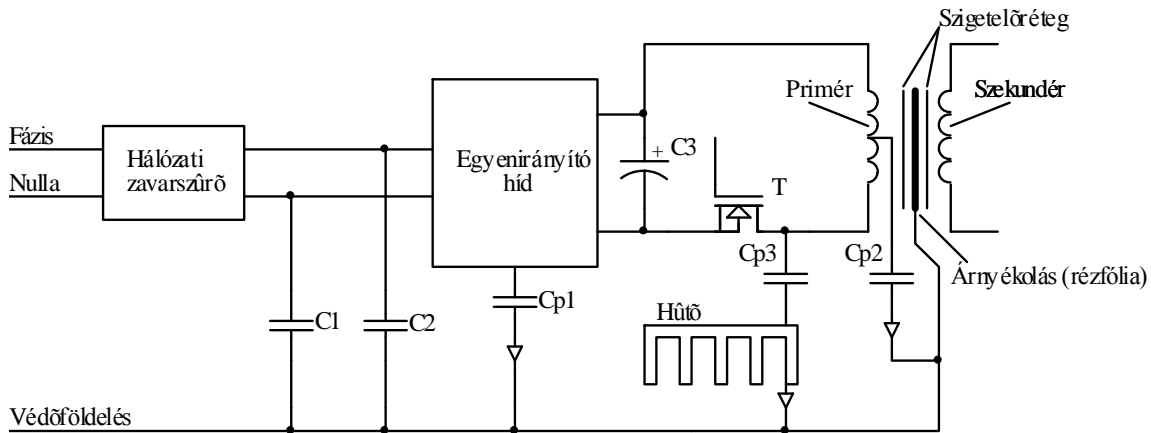 Szigetelõréteg
Primér
Szekundér
Fázis
Nulla
Hálózati
zavarszûrõ
Egyenirányító
híd
+ C3
T
Cp3
Cp2
Árnyékolás (rézfólia)
Cp1
C1
C2
Hûtõ
Védõföldelés